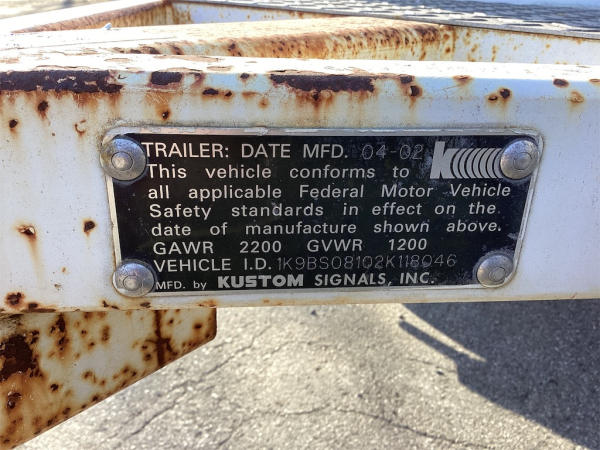 TRAILER: DATE MFD. 04-02
This vehicle conforms to
all applicable Federal Motor Vehicle
Safety standards in effect on the
date of manufacture shown above.
GAWR 2200 GVWR 1200
VEHICLE I.D. 1K9BS08102K118046
MFD. by KUSTOM SIGNALS, INC.